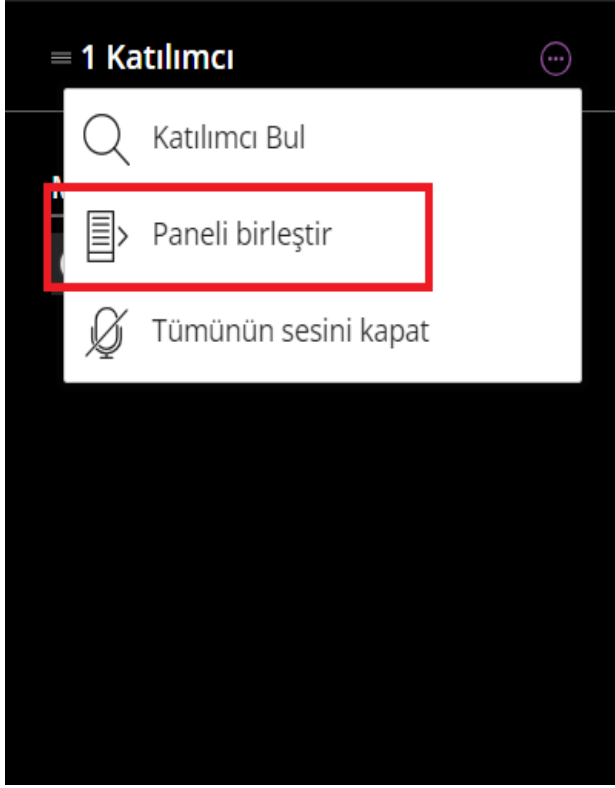 1 Katılımcı
Katılımcı Bul
Paneli birleştir
Tümünün sesini kapat